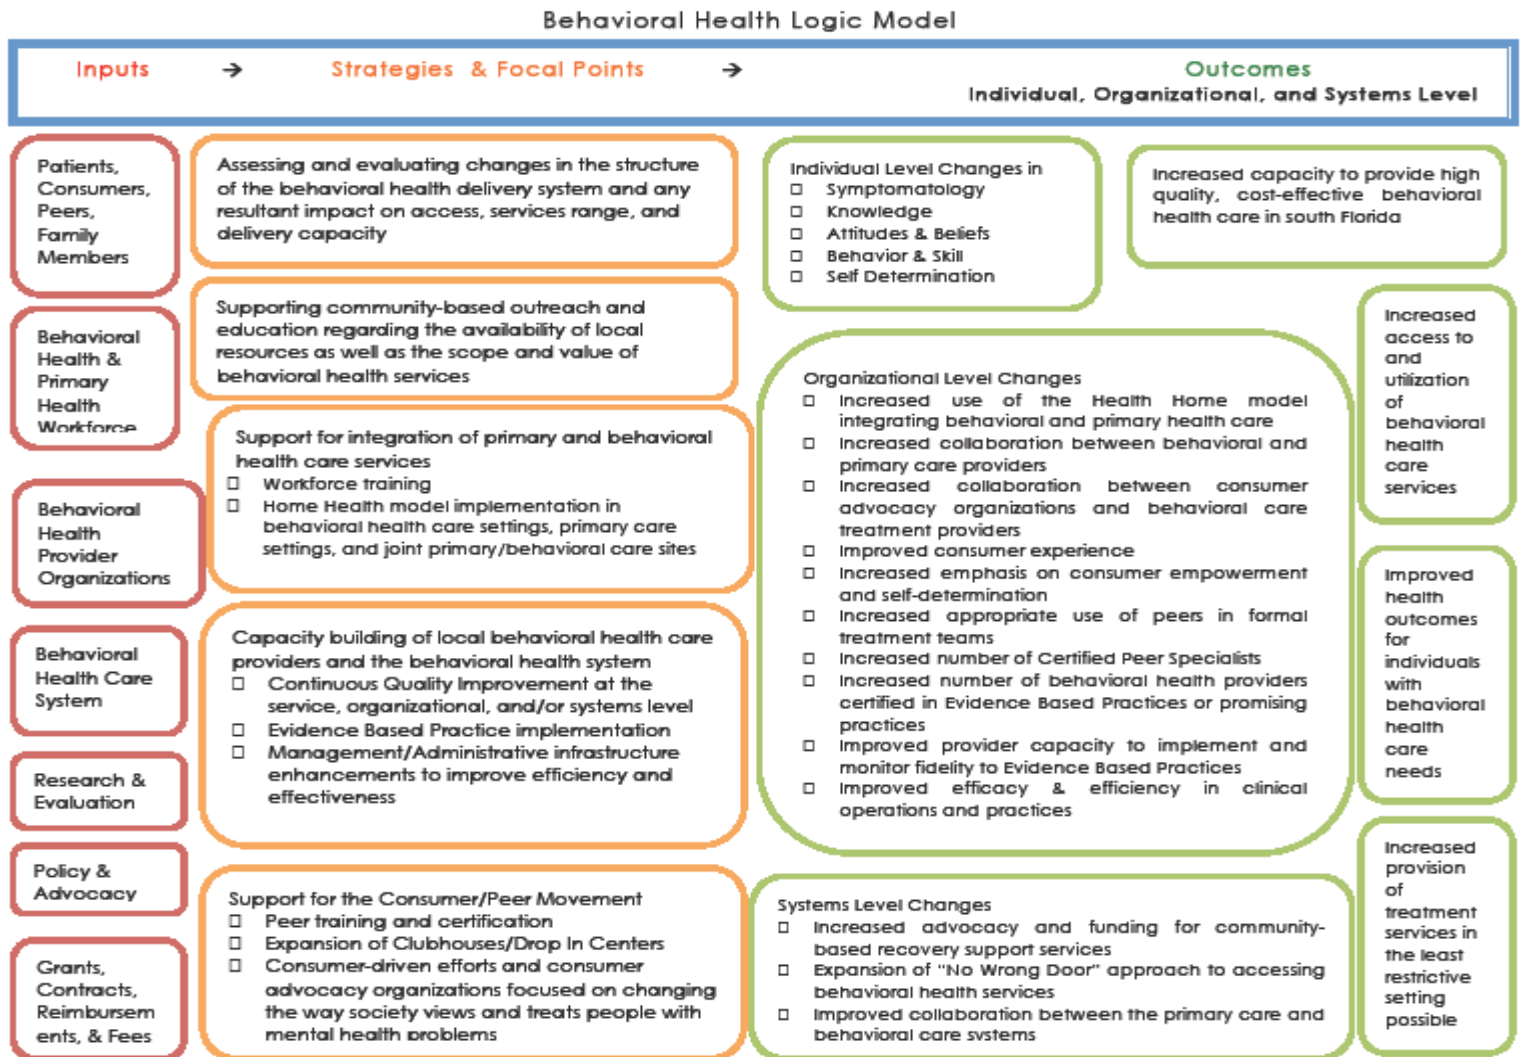 Behavioral Health Logic Model
Inputs → Strategies & Focal Points → Outcomes
Individual, Organizational, and Systems Level
Patients,
Consumers,
Peers,
Family
Members
Behavioral
Health &
Primary
Health
Workforce
Behavioral
Health
Provider
Organizations
Behavioral
Health Care
System
Research &
Evaluation
Policy &
Advocacy
Grants,
Contracts,
Reimbursem
ents, & Fees
Assessing and evaluating changes in the structure
of the behavioral health delivery system and any
resultant impact on access, services range, and
delivery capacity
Supporting community-based outreach and
education regarding the availability of local
resources as well as the scope and value of
behavioral health services
Support for integration of primary and behavioral
health care services
□ Workforce training
□ Home Health model implementation in
behavioral health care settings, primary care
settings, and joint primary/behavioral care sites
Capacity building of local behavioral health care
providers and the behavioral health system
□ Continuous Quality Improvement at the
service, organizational, and/or systems level
□ Evidence Based Practice implementation
□ Management/Administrative infrastructure
enhancements to improve efficiency and
effectiveness
Support for the Consumer/Peer Movement
□ Peer training and certification
□ Expansion of Clubhouses/Drop In Centers
□ Consumer-driven efforts and consumer
advocacy organizations focused on changing
the way society views and treats people with
mental health problems
Individual Level Changes in
□ Symptomatology
□ Knowledge
□ Attitudes & Beliefs
□ Behavior & Skill
□ Self Determination
Organizational Level Changes
□ Increased use of the Health Home model
integrating behavioral and primary health care
□ Increased collaboration between behavioral and
primary care providers
□ Increased collaboration between consumer
advocacy organizations and behavioral care
treatment providers
□ Improved consumer experience
□ Increased emphasis on consumer empowerment
and self-determination
□ Increased appropriate use of peers in formal
treatment teams
□ Increased number of Certified Peer Specialists
□ Increased number of behavioral health providers
certified in Evidence Based Practices or promising
practices
□ Improved provider capacity to implement and
monitor fidelity to Evidence Based Practices
□ Improved efficacy & efficiency in clinical
operations and practices
Systems Level Changes
□ Increased advocacy and funding for community-
based recovery support services
□ Expansion of “No Wrong Door” approach to accessing
behavioral health services
□ Improved collaboration between the primary care and
behavioral care systems
Increased capacity to provide high
quality, cost-effective behavioral
health care in south Florida
Increased
access to
and
utilization
of
behavioral
health
care
services
Improved
health
outcomes
for
individuals
with
behavioral
health
care
needs
Increased
provision
of
treatment
services in
the least
restrictive
setting
possible